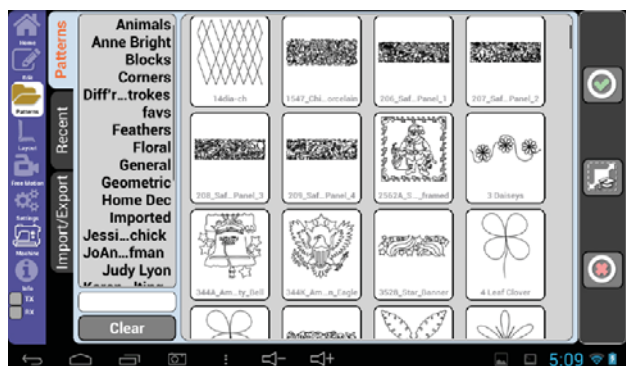 Home
Edit
Patterns
Layout
Free Motion
Settings
Machine
Info
TX
RX
Patterns
Recent
Import/Export
Animals
Anne Bright
Blocks
Corners
Diff'r...trokes
favs
Feathers
Floral
General
Geometric
Home Dec
Imported
Jessi...chick
JoAn...fman
Judy Lyon
Clear
14dia-ch
1547_Chi...orcelain
206_Saf...Panel_1
207_Saf...Panel_2
208_Saf...Panel_3
209_Saf...Panel_4
2562A_S...framed
3 Daiseys
344A_Am...ty_Bell
344K_Am...n_Eagle
352B_Star_Banner
4 Leaf Clover
5:09